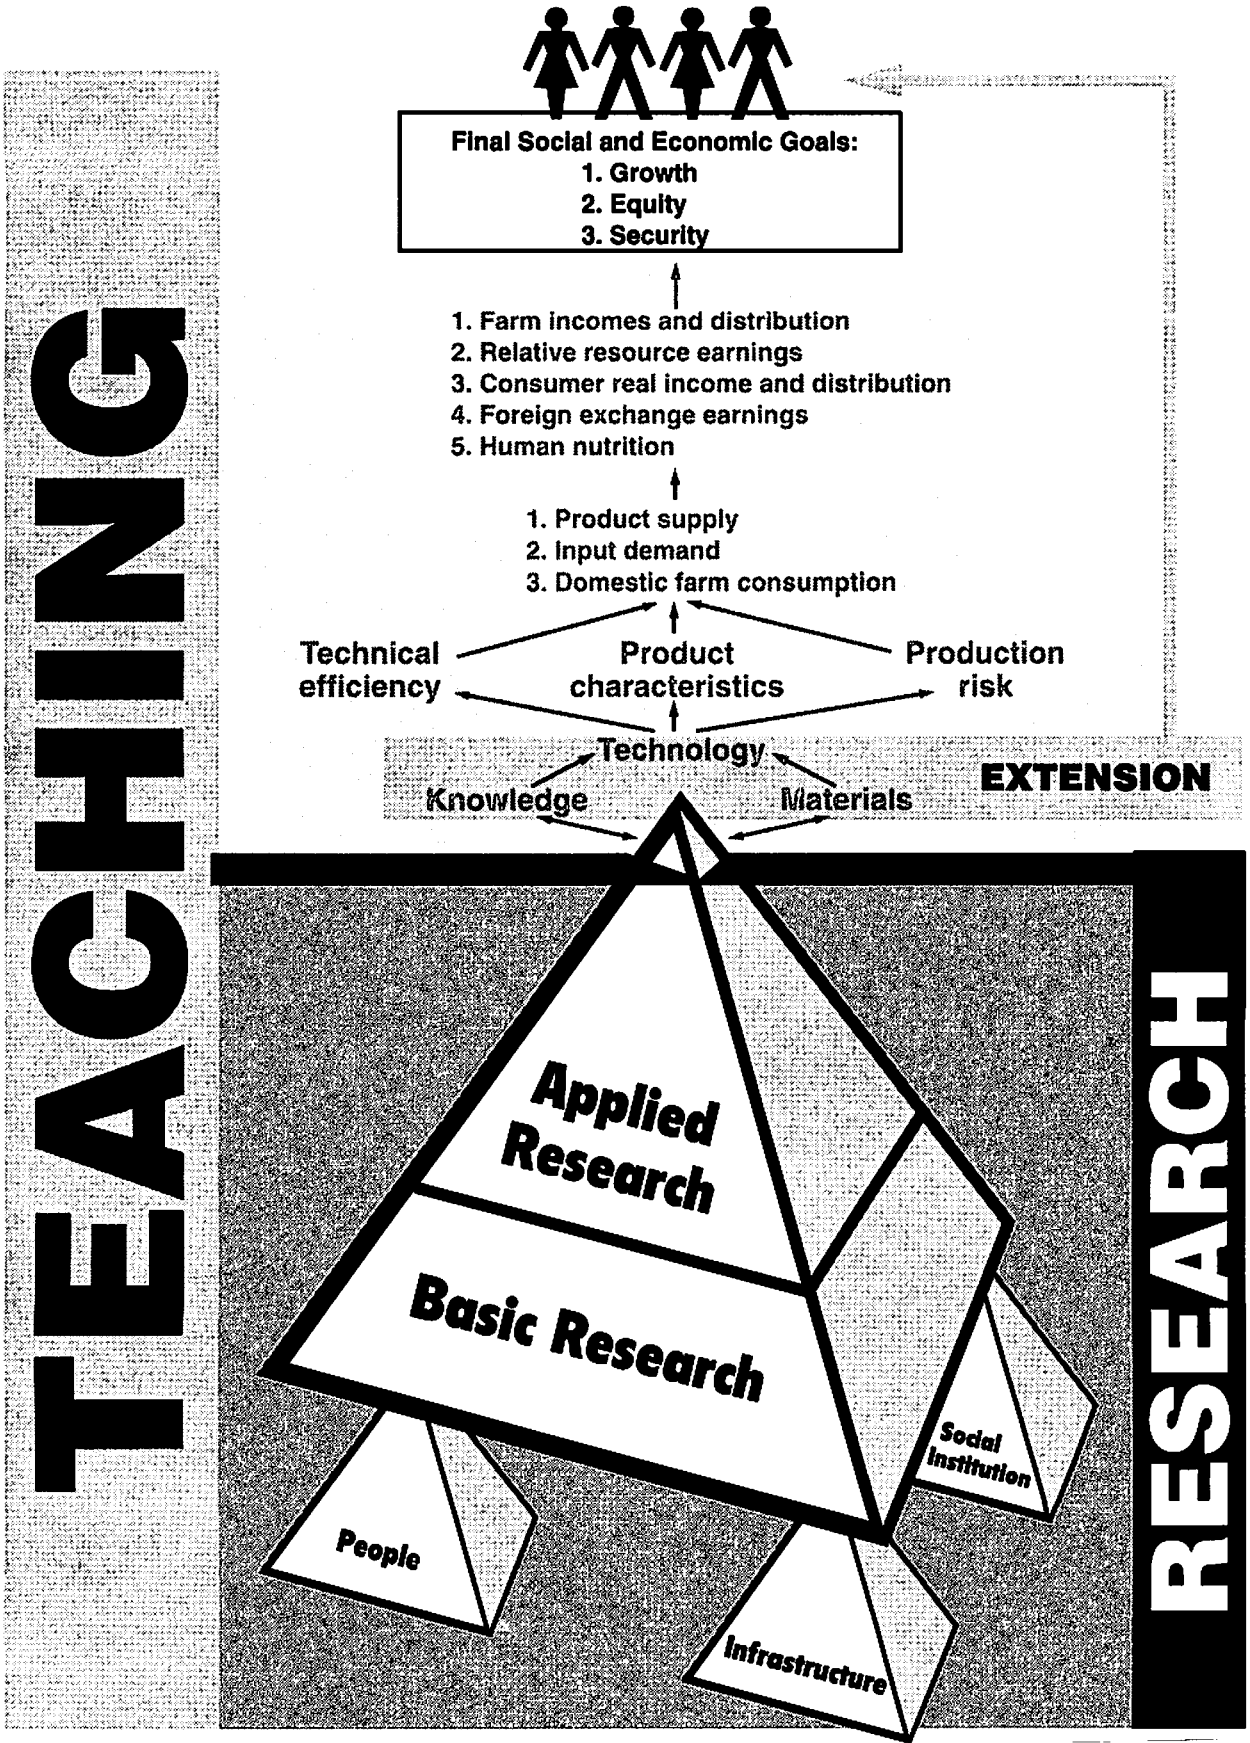 Final Social and Economic Goals:
1. Growth
2. Equity
3. Security
1. Farm incomes and distribution
2. Relative resource earnings
3. Consumer real income and distribution
4. Foreign exchange earnings
5. Human nutrition
1. Product supply
2. Input demand
3. Domestic farm consumption
Technical
efficiency
Product
characteristics
Production
risk
Technology
Knowledge
Materials
EXTENSION
TEACHING
RESEARCH
Applied
Research
Basic Research
Social
Institution
People
Infrastructure